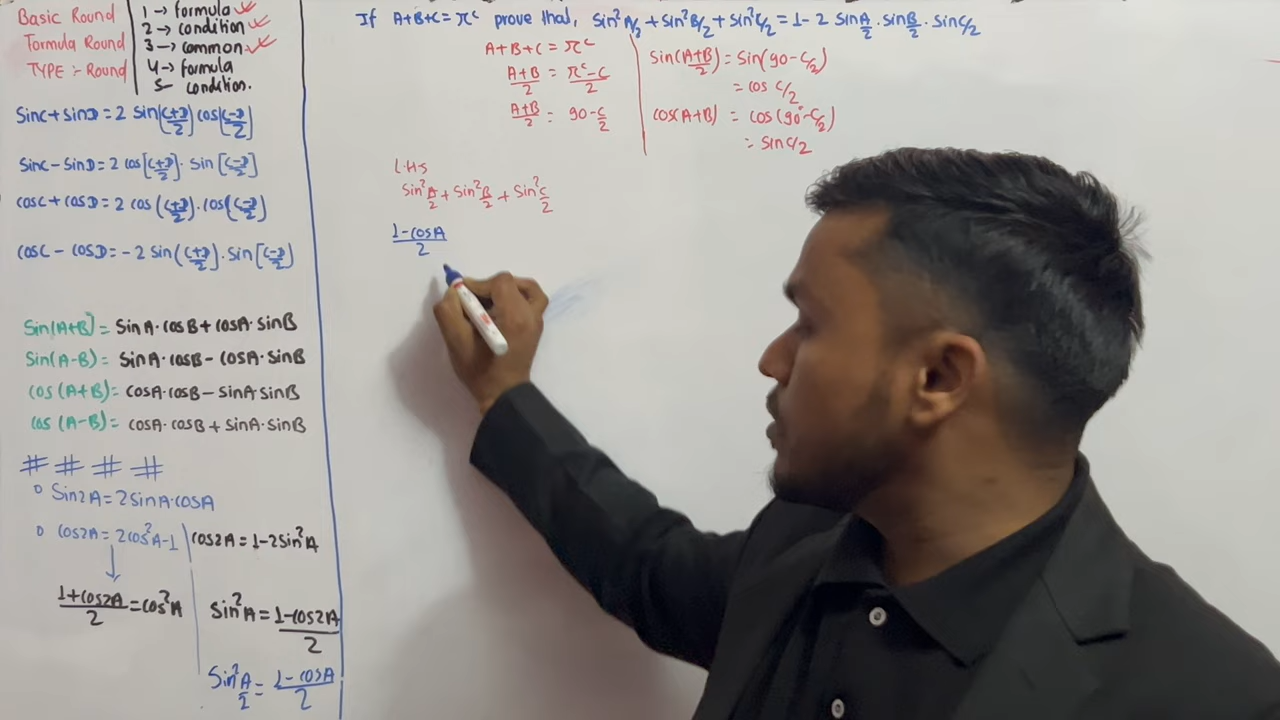 Basic Round
Formula Round
TYPE :- Round
1 → formula ✓
2 → condition ✓
3 → common ✓
4 → formula
5 – condition.
SinC + SinD = 2 Sin(C+D/2) cos(C-D/2)
SinC - SinD = 2 cos[C+D/2] · Sin[C-D/2]
cosC + cosD = 2 cos(C+D/2) · cos(C-D/2)
cosC - cosD = -2 sin(C+D/2) · sin[C-D/2]
Sin(A+B) = SinA·cosB + cosA·sinB
Sin(A-B) = SinA·cosB - cosA·sinB
cos(A+B) = cosA·cosB - sinA·sinB
cos(A-B) = cosA·cosB + sinA·sinB
# # # #
○ Sin2A = 2SinA·cosA
○ cos2A = 2cos²A-1
cos2A = 1-2Sin²A
↓
1+cos2A/2 = cos²A
Sin²A = 1-cos2A/2
Sin²A/2 = 1-cosA/2
If A+B+C = πᶜ prove that, Sin²A/2 + Sin²B/2 + Sin²C/2 = 1- 2 SinA/2 · SinB/2 · SinC/2
A+B+C = πᶜ
A+B/2 = πᶜ-C/2
A+B/2 = 90-C/2
Sin(A+B/2) = Sin(90-C/2)
= cos C/2
cos(A+B) = cos(90°-C/2)
= SinC/2
L.H.S
Sin²A/2 + Sin²B/2 + Sin²C/2
1-cosA/2